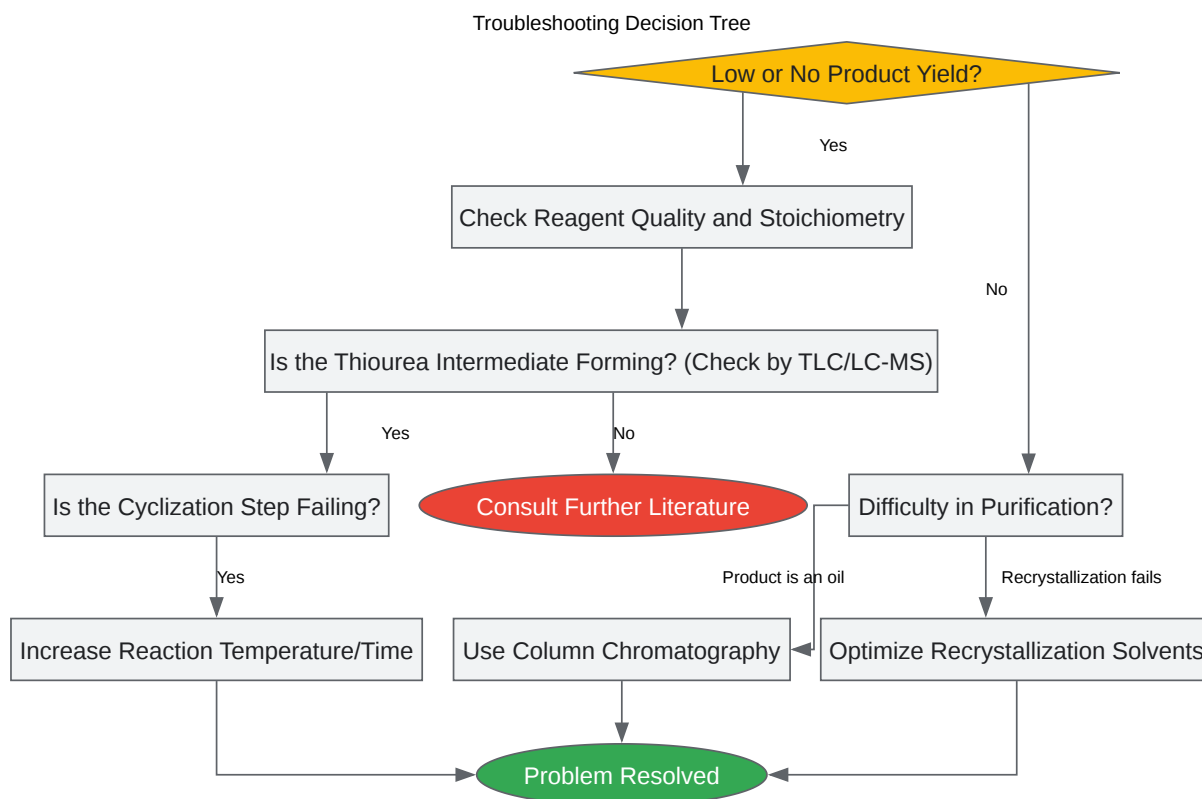 Troubleshooting Decision Tree
Low or No Product Yield?
Yes
Check Reagent Quality and Stoichiometry
No
Is the Thiourea Intermediate Forming? (Check by TLC/LC-MS)
Yes
No
Is the Cyclization Step Failing?
Consult Further Literature
Difficulty in Purification?
Yes
Product is an oil
Recrystallization fails
Increase Reaction Temperature/Time
Use Column Chromatography
Optimize Recrystallization Solvents
Problem Resolved